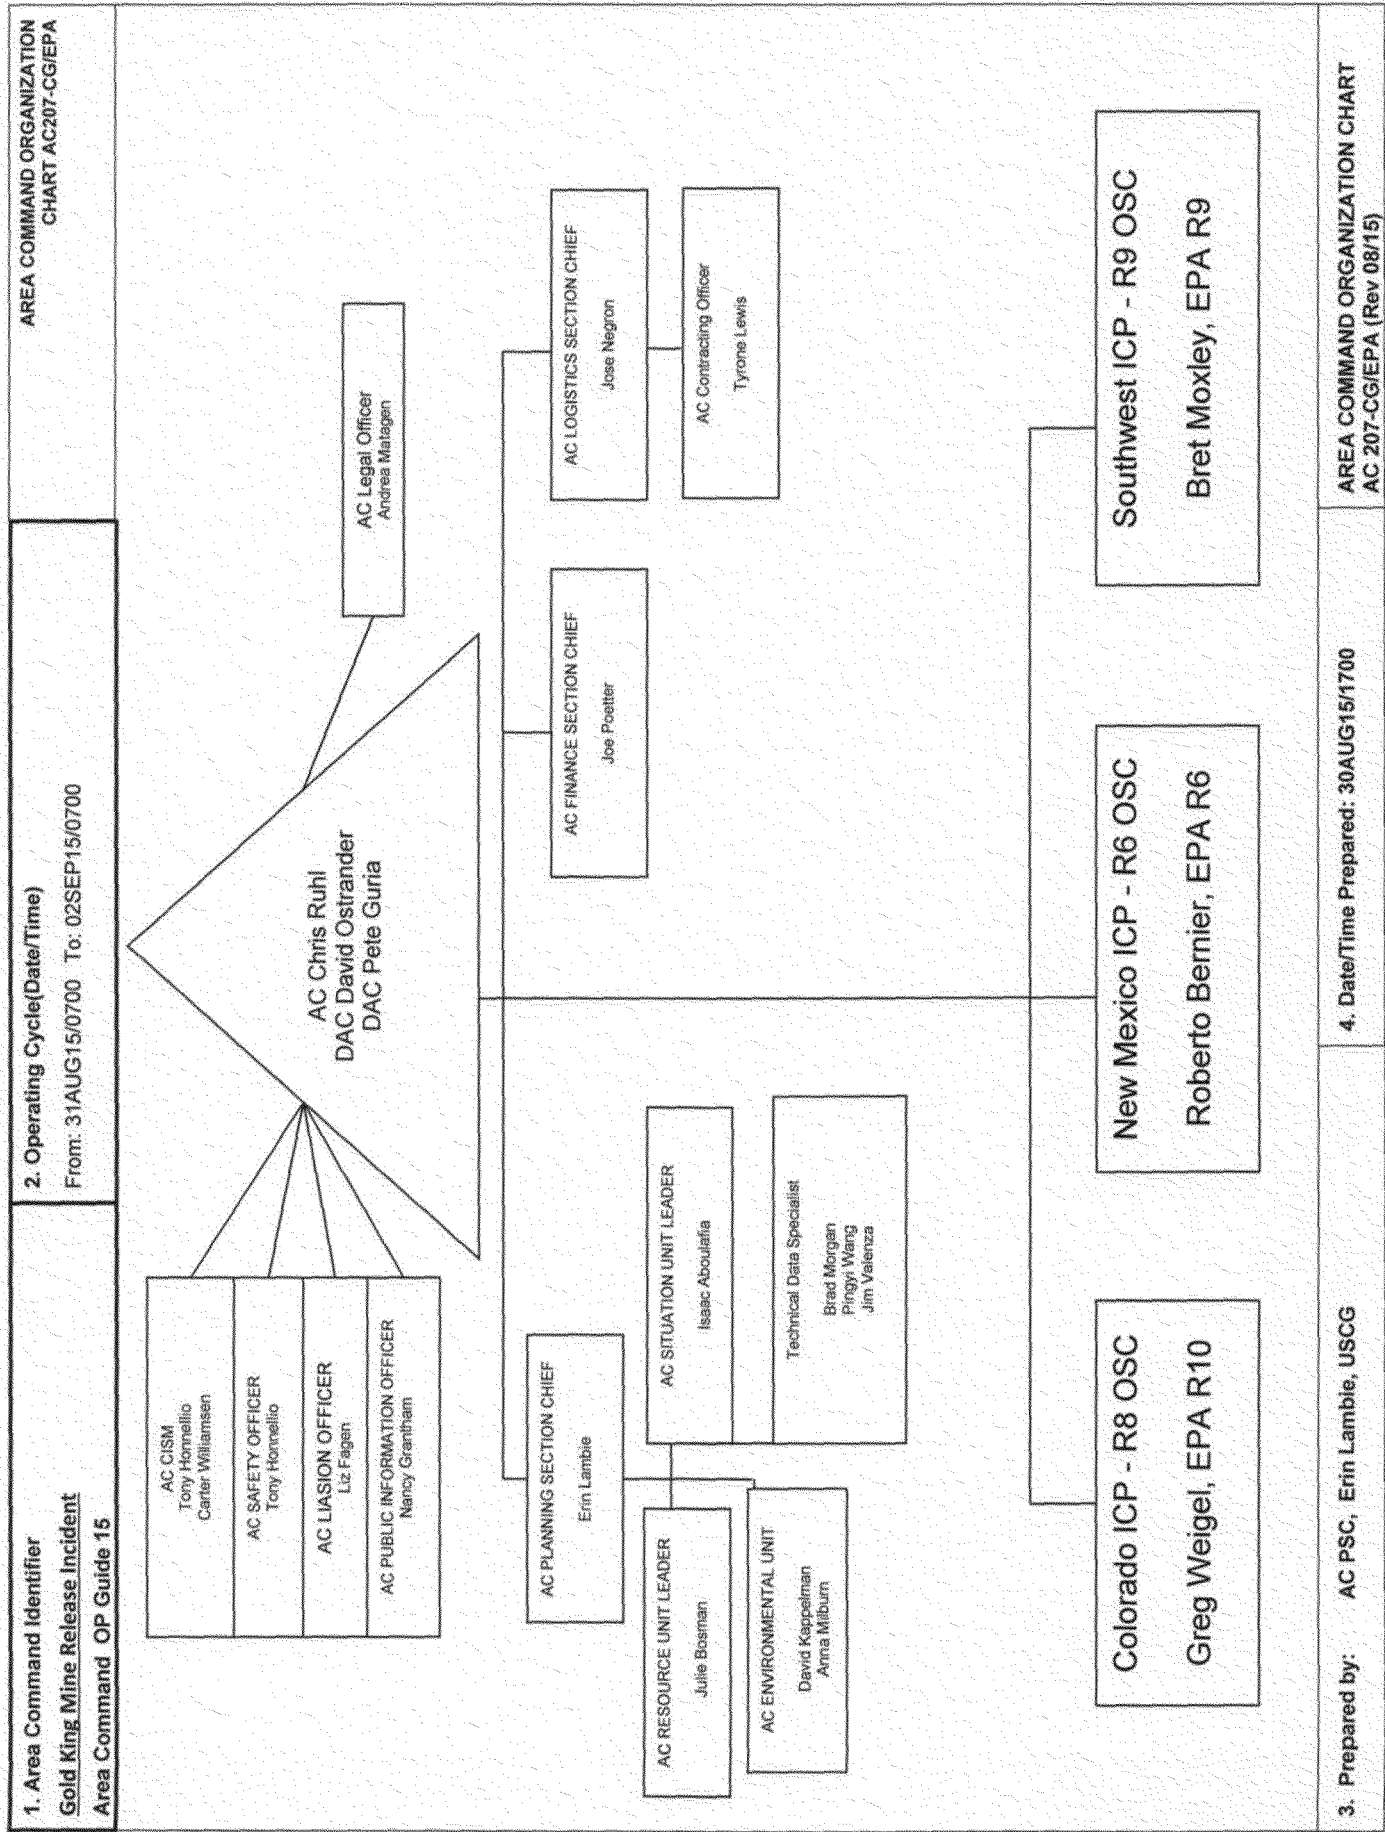 1. Area Command Identifier
Gold King Mine Release Incident
Area Command OP Guide 15
2. Operating Cycle(Date/Time)
From: 31AUG15/0700 To: 02SEP15/0700
AREA COMMAND ORGANIZATION
CHART AC207-CG/EPA
AC CISM
Tony Honnellio
Carter Williamsen
AC SAFETY OFFICER
Tony Honnellio
AC LIASION OFFICER
Liz Fagen
AC PUBLIC INFORMATION OFFICER
Nancy Grantham
AC Chris Ruhl
DAC David Ostrander
DAC Pete Guria
AC Legal Officer
Andrea Matagen
AC PLANNING SECTION CHIEF
Erin Lambie
AC FINANCE SECTION CHIEF
Joe Poetter
AC LOGISTICS SECTION CHIEF
Jose Negron
AC RESOURCE UNIT LEADER
Julie Bosman
AC SITUATION UNIT LEADER
Isaac Aboulafia
AC Contracting Officer
Tyrone Lewis
AC ENVIRONMENTAL UNIT
David Kappelman
Anna Milburn
Technical Data Specialist
Brad Morgan
Pingyi Wang
Jim Valenza
Colorado ICP - R8 OSC
Greg Weigel, EPA R10
New Mexico ICP - R6 OSC
Roberto Bernier, EPA R6
Southwest ICP - R9 OSC
Bret Moxley, EPA R9
3. Prepared by: AC PSC, Erin Lambie, USCG
4. Date/Time Prepared: 30AUG15/1700
AREA COMMAND ORGANIZATION CHART
AC 207-CG/EPA (Rev 08/15)